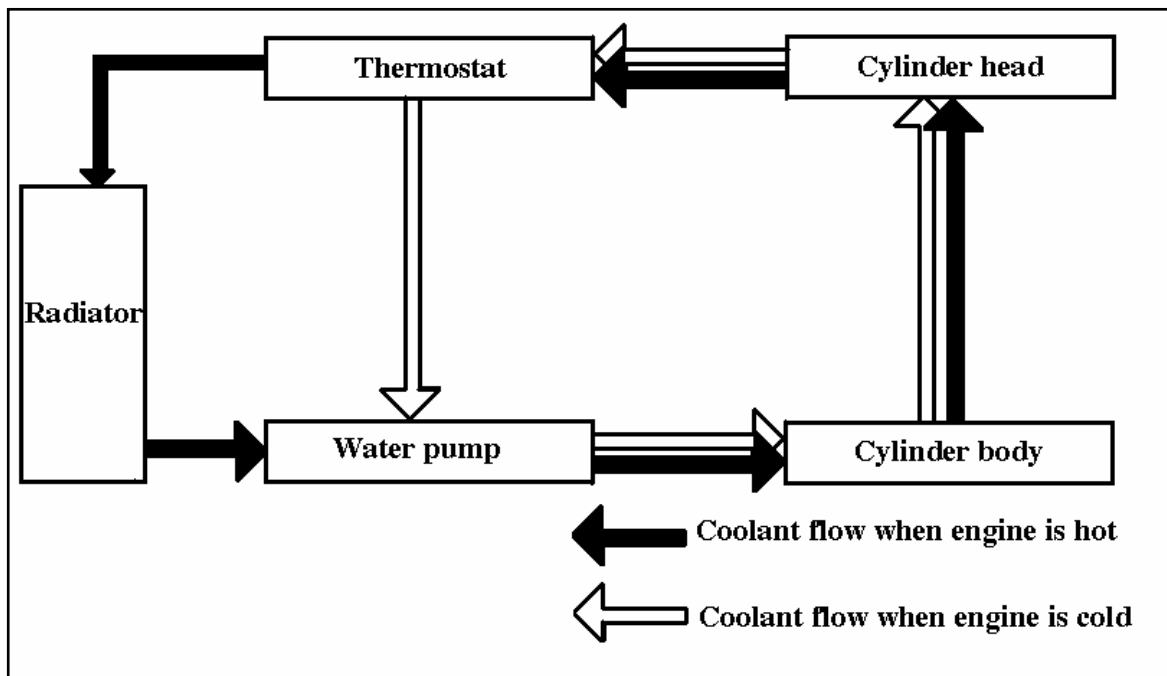 Thermostat
Cylinder head
Radiator
Water pump
Cylinder body
Coolant flow when engine is hot
Coolant flow when engine is cold